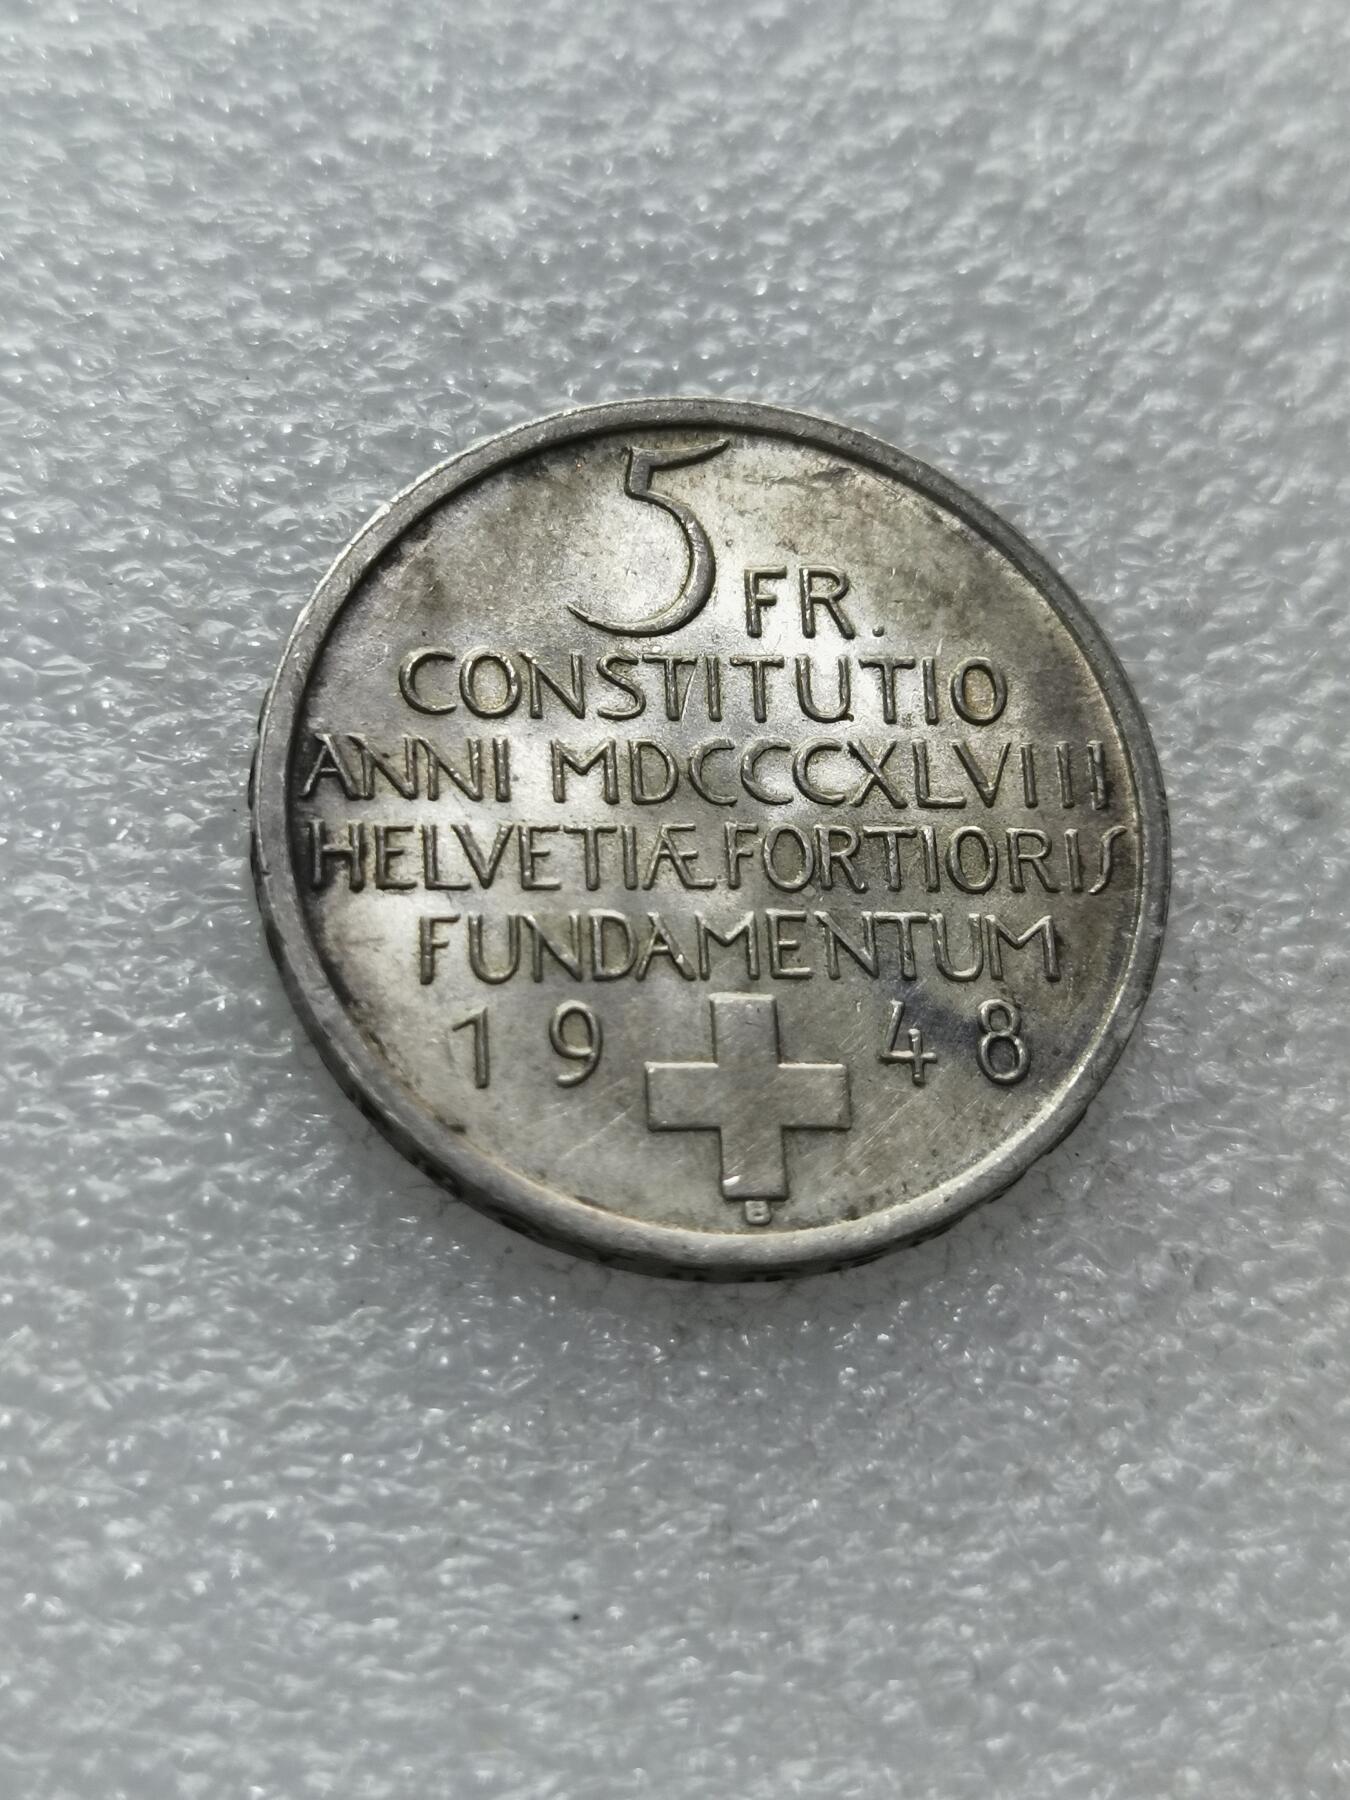 5 FR.
CONSTITUTIO
ANNI MDCCCXLVIII
HELVETIÆ FORTIORIS
FUNDAMENTUM
1948
B